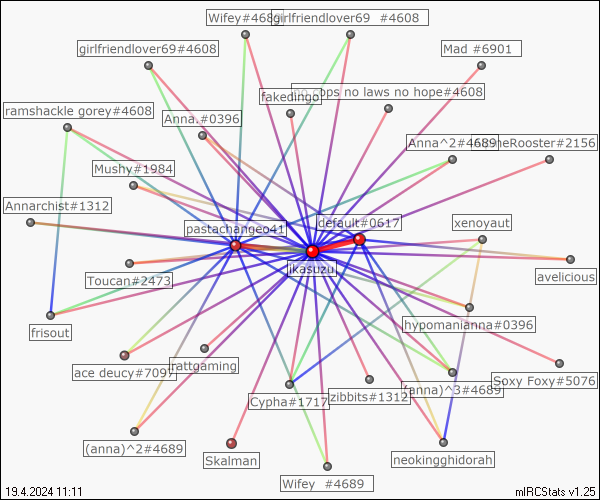 Wifey#4689
girlfriendlover69 #4608
girlfriendlover69#4608
Mad #6901
no cops no laws no hope#4608
fakedingo
ramshackle gorey#4608
Anna.#0396
Anna^2#4689
Rooster#2156
Mushy#1984
Annarchist#1312
pastachangeo41
default#0617
xenoyaut
jkasuzu
Toucan#2473
avelicious
frisout
hypomanianna#0396
ace deucy#7097
rattgaming
zibbits#1312
(anna)^3#4689
Soxy Foxy#5076
Cypha#1717
(anna)^2#4689
Skalman
neokingghidorah
Wifey #4689
19.4.2024 11:11
mIRCStats v1.25